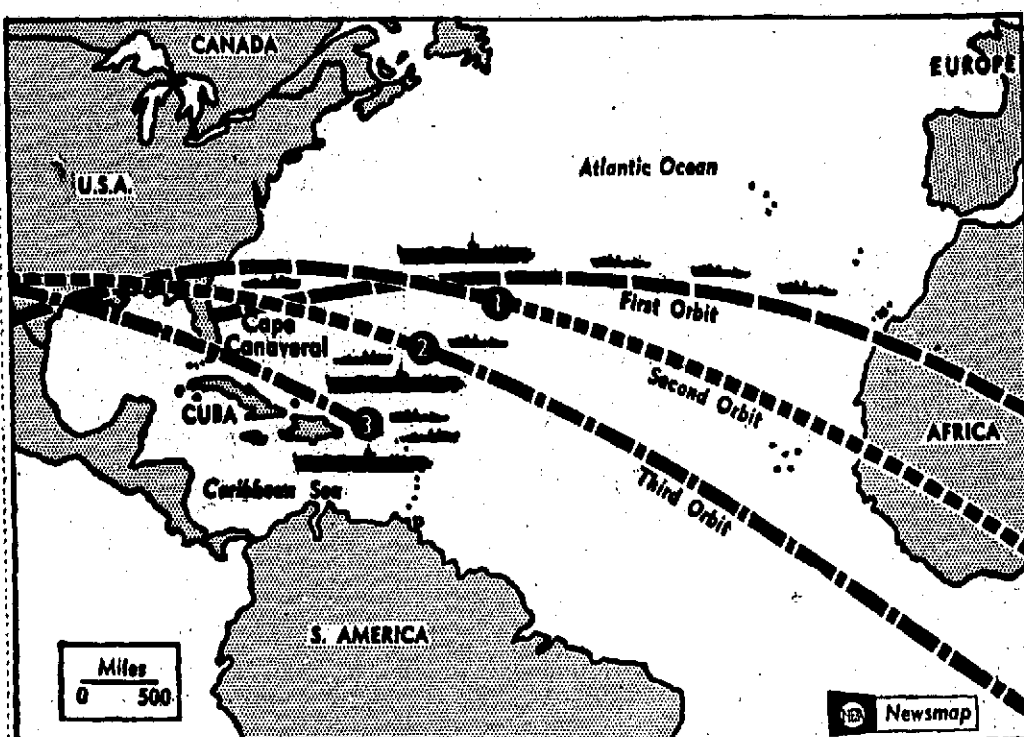 CANADA
EUROPE
Atlantic Ocean
U.S.A.
1
First Orbit
Cape
Canaveral
2
Second Orbit
CUBA
3
AFRICA
Caribbean Sea
Third Orbit
S. AMERICA
Miles
0 500
NEA
Newsmap